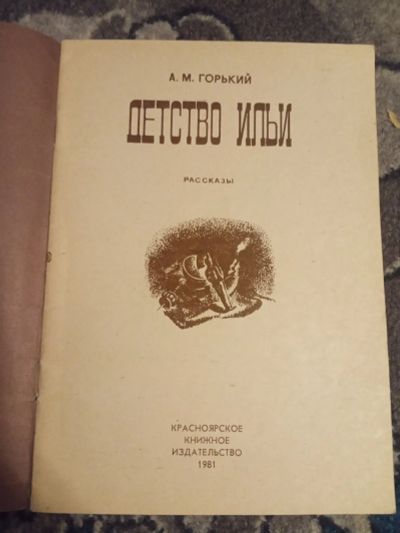 А. М. ГОРЬКИЙ
ДЕТСТВО ИЛЬИ
РАССКАЗЫ
КРАСНОЯРСКОЕ
КНИЖНОЕ
ИЗДАТЕЛЬСТВО
1981